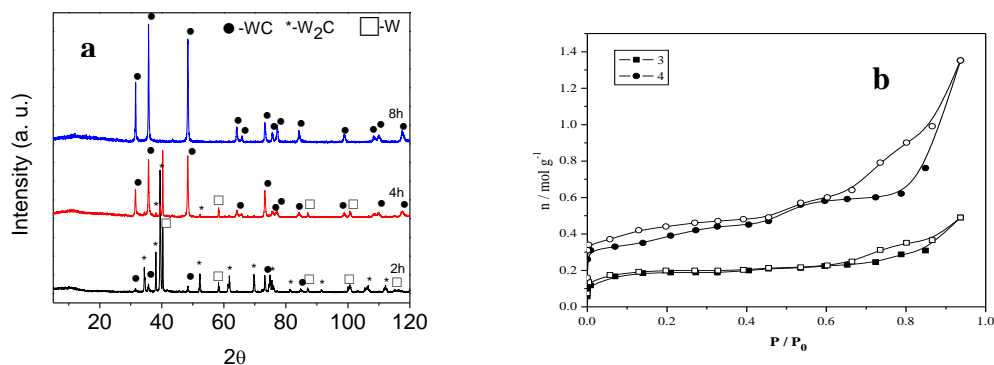 a
●-WC *-W₂C □-W
8h
4h
2h
Intensity (a. u.)
20 40 60 80 100 120
2θ
b
3
4
1.4
1.2
1.0
0.8
0.6
0.4
0.2
0.0
n / mol g⁻¹
0.0 0.2 0.4 0.6 0.8 1.0
P / P₀